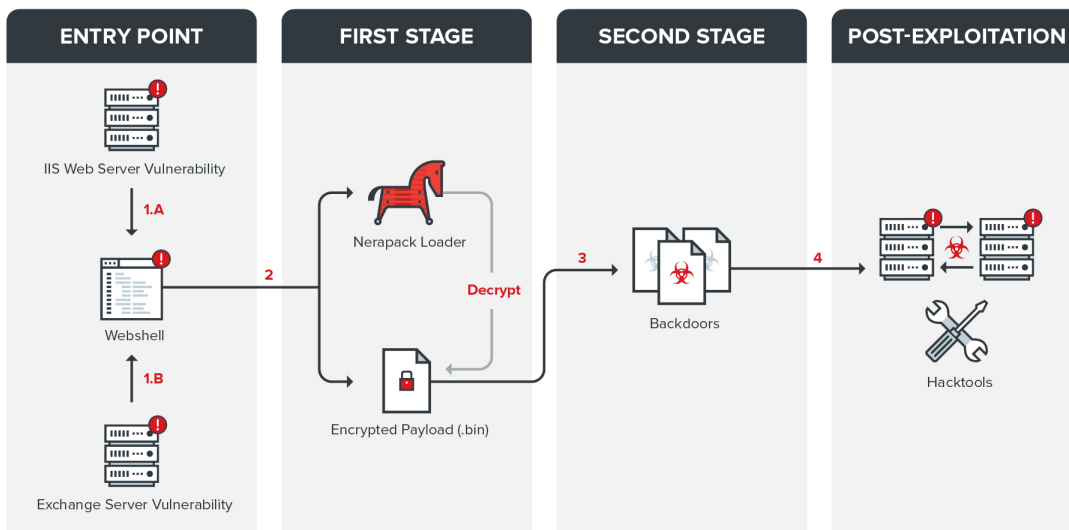 ENTRY POINT
FIRST STAGE
SECOND STAGE
POST-EXPLOITATION
IIS Web Server Vulnerability
1.A
Webshell
1.B
Exchange Server Vulnerability
2
Nerapack Loader
Decrypt
Encrypted Payload (.bin)
3
Backdoors
4
Hacktools